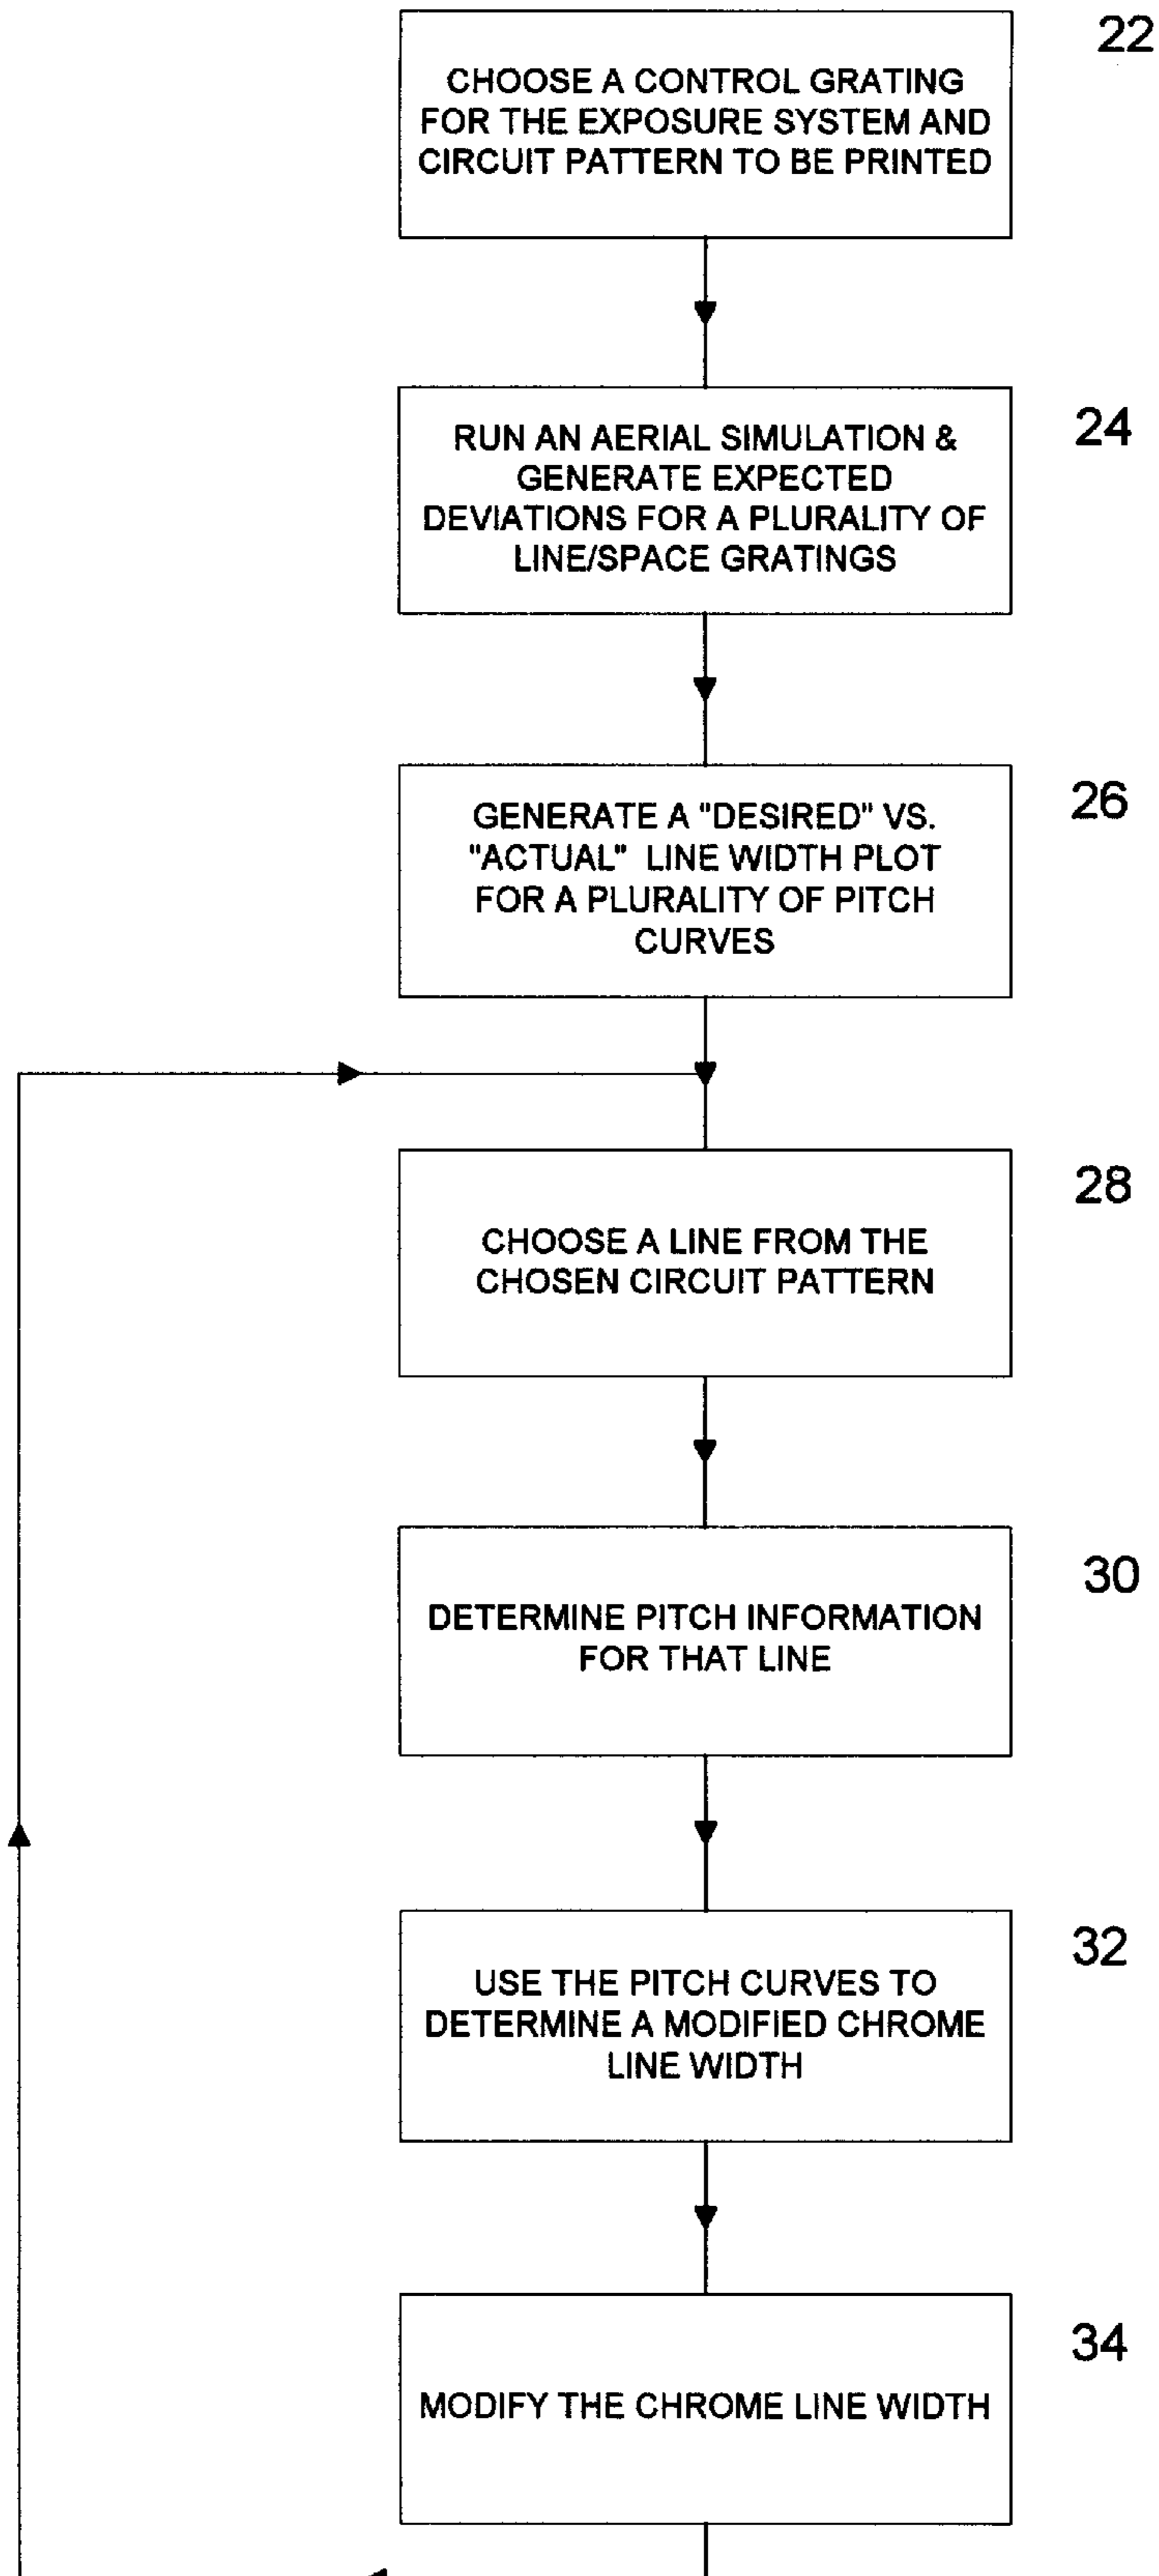 22
CHOOSE A CONTROL GRATING
FOR THE EXPOSURE SYSTEM AND
CIRCUIT PATTERN TO BE PRINTED
24
RUN AN AERIAL SIMULATION &
GENERATE EXPECTED
DEVIATIONS FOR A PLURALITY OF
LINE/SPACE GRATINGS
26
GENERATE A "DESIRED" VS.
"ACTUAL" LINE WIDTH PLOT
FOR A PLURALITY OF PITCH
CURVES
28
CHOOSE A LINE FROM THE
CHOSEN CIRCUIT PATTERN
30
DETERMINE PITCH INFORMATION
FOR THAT LINE
32
USE THE PITCH CURVES TO
DETERMINE A MODIFIED CHROME
LINE WIDTH
34
MODIFY THE CHROME LINE WIDTH